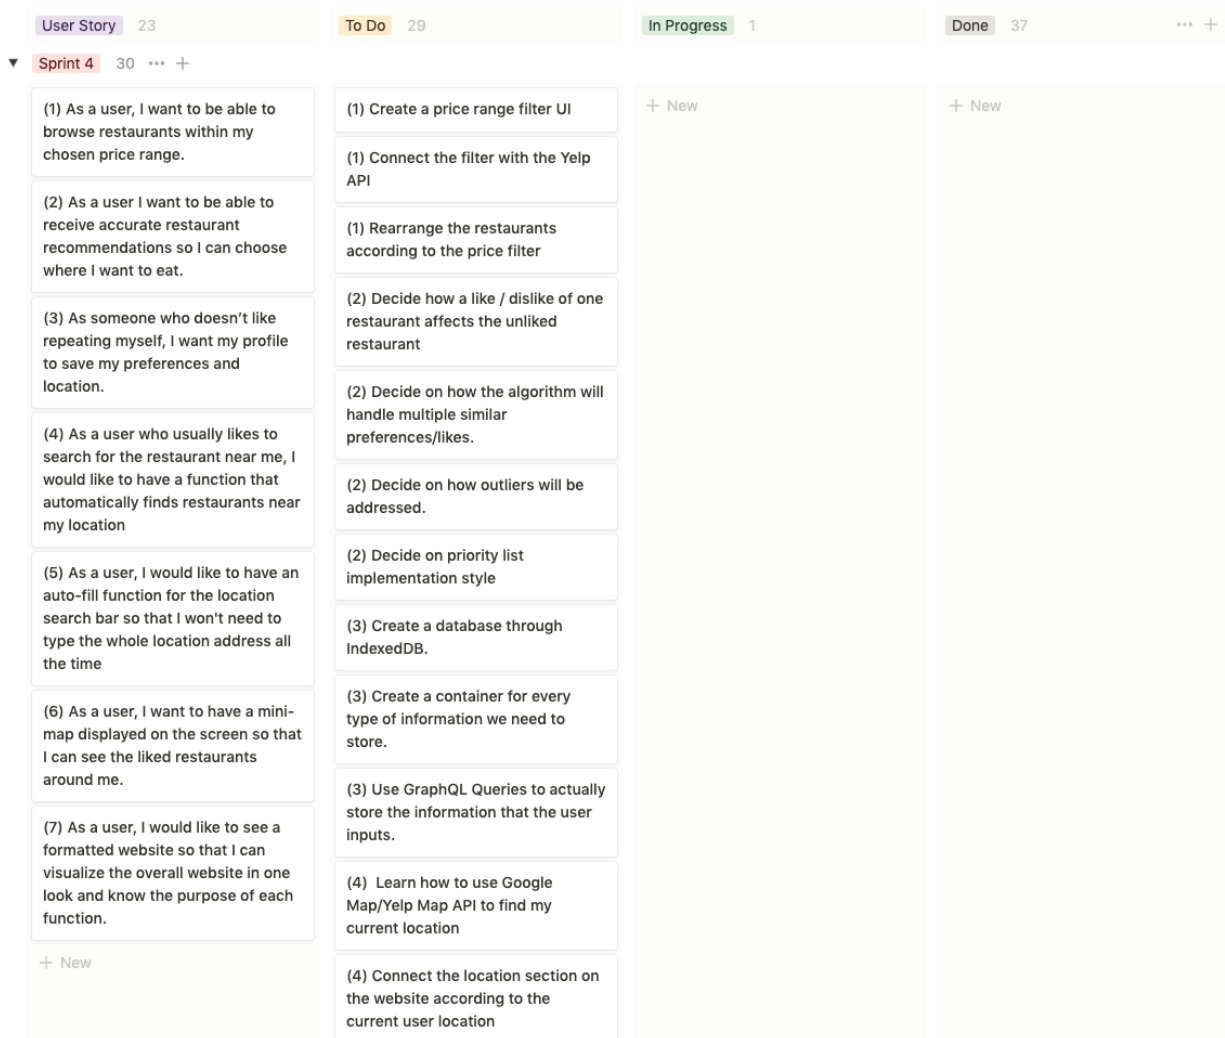 User Story 23
To Do 29
In Progress 1
Done 37
Sprint 4 30
(1) As a user, I want to be able to
browse restaurants within my
chosen price range.
(2) As a user I want to be able to
receive accurate restaurant
recommendations so I can choose
where I want to eat.
(3) As someone who doesn’t like
repeating myself, I want my profile
to save my preferences and
location.
(4) As a user who usually likes to
search for the restaurant near me, I
would like to have a function that
automatically finds restaurants near
my location
(5) As a user, I would like to have an
auto-fill function for the location
search bar so that I won't need to
type the whole location address all
the time
(6) As a user, I want to have a mini-
map displayed on the screen so that
I can see the liked restaurants
around me.
(7) As a user, I would like to see a
formatted website so that I can
visualize the overall website in one
look and know the purpose of each
function.
+ New
(1) Create a price range filter UI
(1) Connect the filter with the Yelp
API
(1) Rearrange the restaurants
according to the price filter
(2) Decide how a like / dislike of one
restaurant affects the unliked
restaurant
(2) Decide on how the algorithm will
handle multiple similar
preferences/likes.
(2) Decide on how outliers will be
addressed.
(2) Decide on priority list
implementation style
(3) Create a database through
IndexedDB.
(3) Create a container for every
type of information we need to
store.
(3) Use GraphQL Queries to actually
store the information that the user
inputs.
(4) Learn how to use Google
Map/Yelp Map API to find my
current location
(4) Connect the location section on
the website according to the
current user location
+ New
+ New